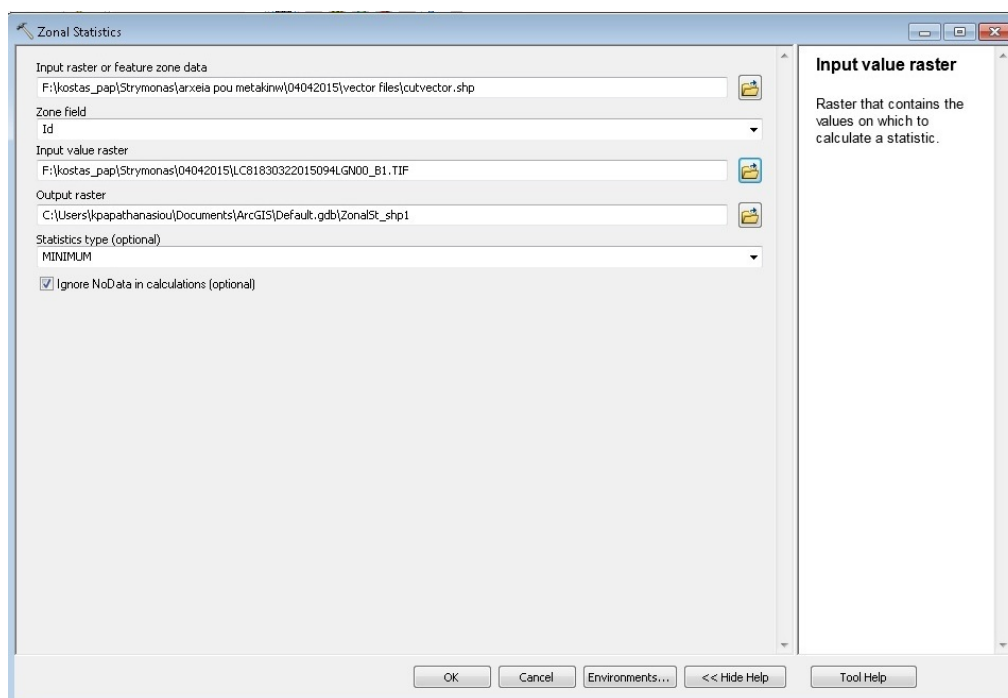 Zonal Statistics
Input raster or feature zone data
F:\kostas_pap\Strymonas\arxeia pou metakinw\04042015\vector files\cutvector.shp
Zone field
Id
Input value raster
F:\kostas_pap\Strymonas\04042015\LC81830322015094LGN00_B1.TIF
Output raster
C:\Users\kpapathanasiou\Documents\ArcGIS\Default.gdb\ZonalSt_shp1
Statistics type (optional)
MINIMUM
Ignore NoData in calculations (optional)
Input value raster
Raster that contains the
values on which to
calculate a statistic.
OK
Cancel
Environments...
<< Hide Help
Tool Help